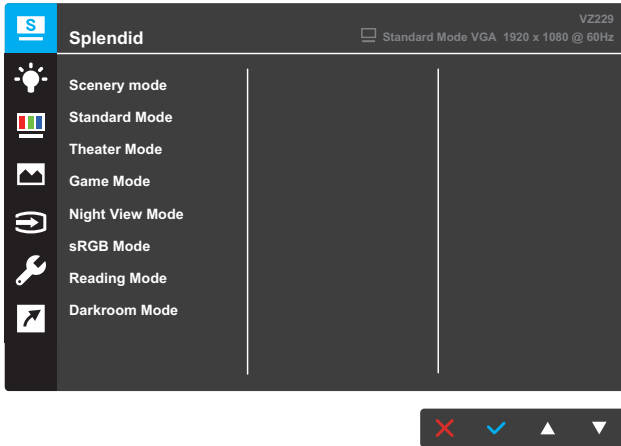 S
VZ229
Splendid
Standard Mode VGA 1920 x 1080 @ 60Hz
Scenery mode
Standard Mode
Theater Mode
Game Mode
Night View Mode
sRGB Mode
Reading Mode
Darkroom Mode